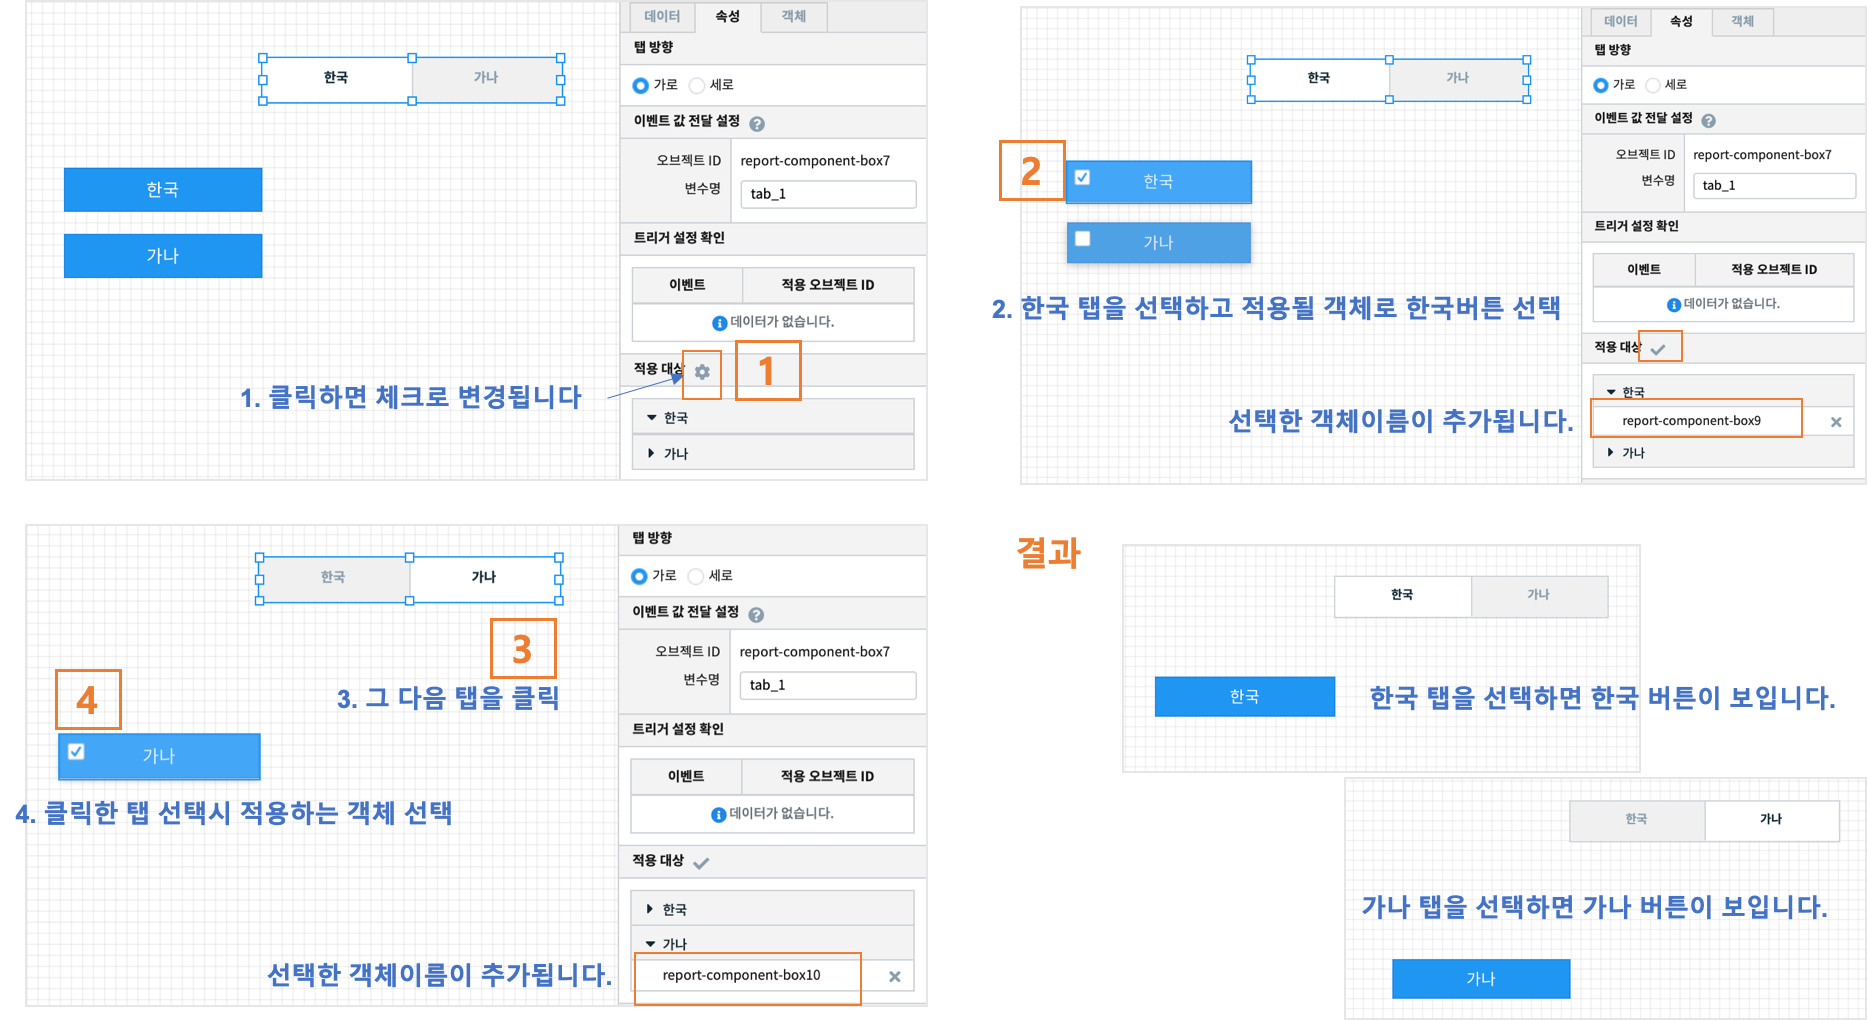 데이터
속성
객체
탭 방향
한국
가나
가로
세로
이벤트 값 전달 설정 ?
오브젝트 ID
report-component-box7
변수명
tab_1
한국
가나
트리거 설정 확인
이벤트
적용 오브젝트 ID
데이터가 없습니다.
적용 대상
1
1. 클릭하면 체크로 변경됩니다
한국
가나
데이터
속성
객체
탭 방향
한국
가나
가로
세로
이벤트 값 전달 설정 ?
오브젝트 ID
report-component-box7
변수명
tab_1
2
한국
가나
트리거 설정 확인
이벤트
적용 오브젝트 ID
데이터가 없습니다.
2. 한국 탭을 선택하고 적용될 객체로 한국버튼 선택
적용 대상
한국
report-component-box9
선택한 객체이름이 추가됩니다.
가나
탭 방향
한국
가나
가로
세로
이벤트 값 전달 설정 ?
오브젝트 ID
report-component-box7
변수명
tab_1
3
3. 그 다음 탭을 클릭
4
가나
4. 클릭한 탭 선택시 적용하는 객체 선택
트리거 설정 확인
이벤트
적용 오브젝트 ID
데이터가 없습니다.
적용 대상
한국
가나
report-component-box10
선택한 객체이름이 추가됩니다.
결과
한국
가나
한국
한국 탭을 선택하면 한국 버튼이 보입니다.
한국
가나
가나 탭을 선택하면 가나 버튼이 보입니다.
가나